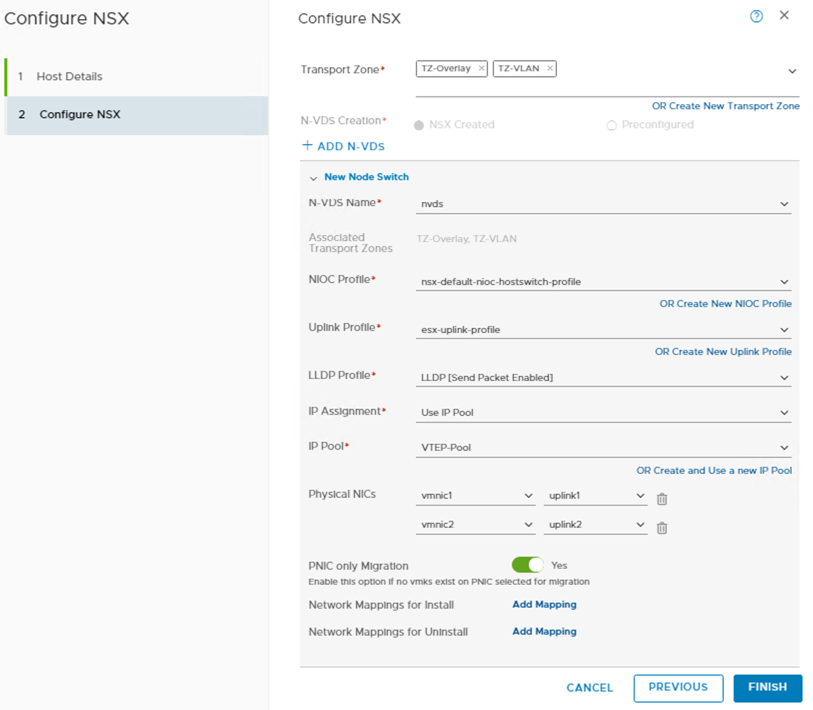 Configure NSX
1 Host Details
2 Configure NSX
Configure NSX
Transport Zone*
TZ-Overlay × TZ-VLAN ×
OR Create New Transport Zone
N-VDS Creation*
NSX Created Preconfigured
+ ADD N-VDS
New Node Switch
N-VDS Name* nvds
Associated
Transport Zones
TZ-Overlay, TZ-VLAN
NIOC Profile* nsx-default-nioc-hostswitch-profile
OR Create New NIOC Profile
Uplink Profile* esx-uplink-profile
OR Create New Uplink Profile
LLDP Profile* LLDP [Send Packet Enabled]
IP Assignment* Use IP Pool
IP Pool* VTEP-Pool
OR Create and Use a new IP Pool
Physical NICs vmnic1 uplink1
vmnic2 uplink2
PNIC only Migration Yes
Enable this option if no vmks exist on PNIC selected for migration
Network Mappings for Install Add Mapping
Network Mappings for Uninstall Add Mapping
CANCEL PREVIOUS FINISH